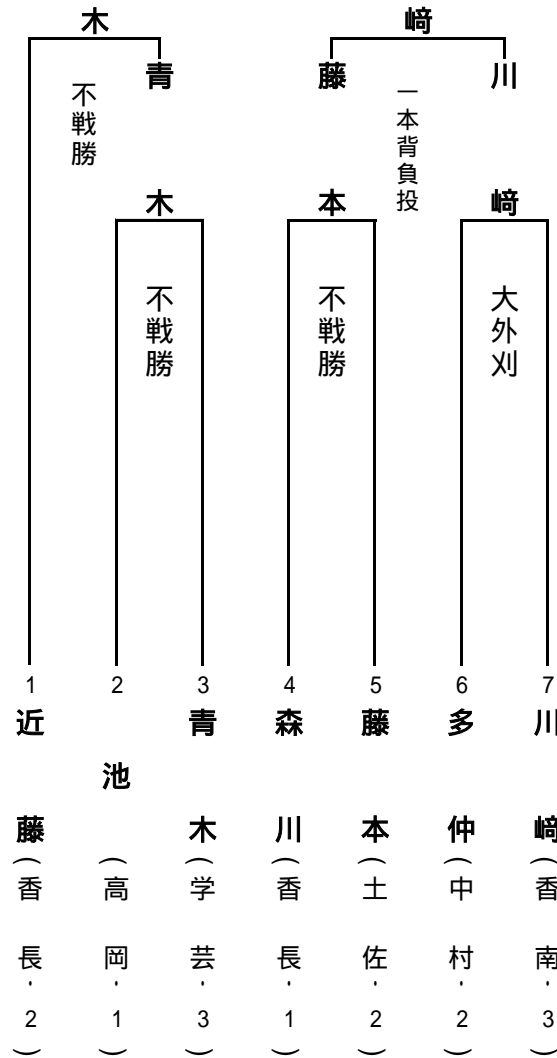 木
﨑
青
藤
川
不戦勝
一本背負投
木
本
﨑
不戦勝
不戦勝
大外刈
1 2 3 4 5 6 7
近藤（香長・2）
池（高岡・1）
青木（学芸・3）
森川（香長・1）
藤本（土佐・2）
多仲（中村・2）
川﨑（香南・3）